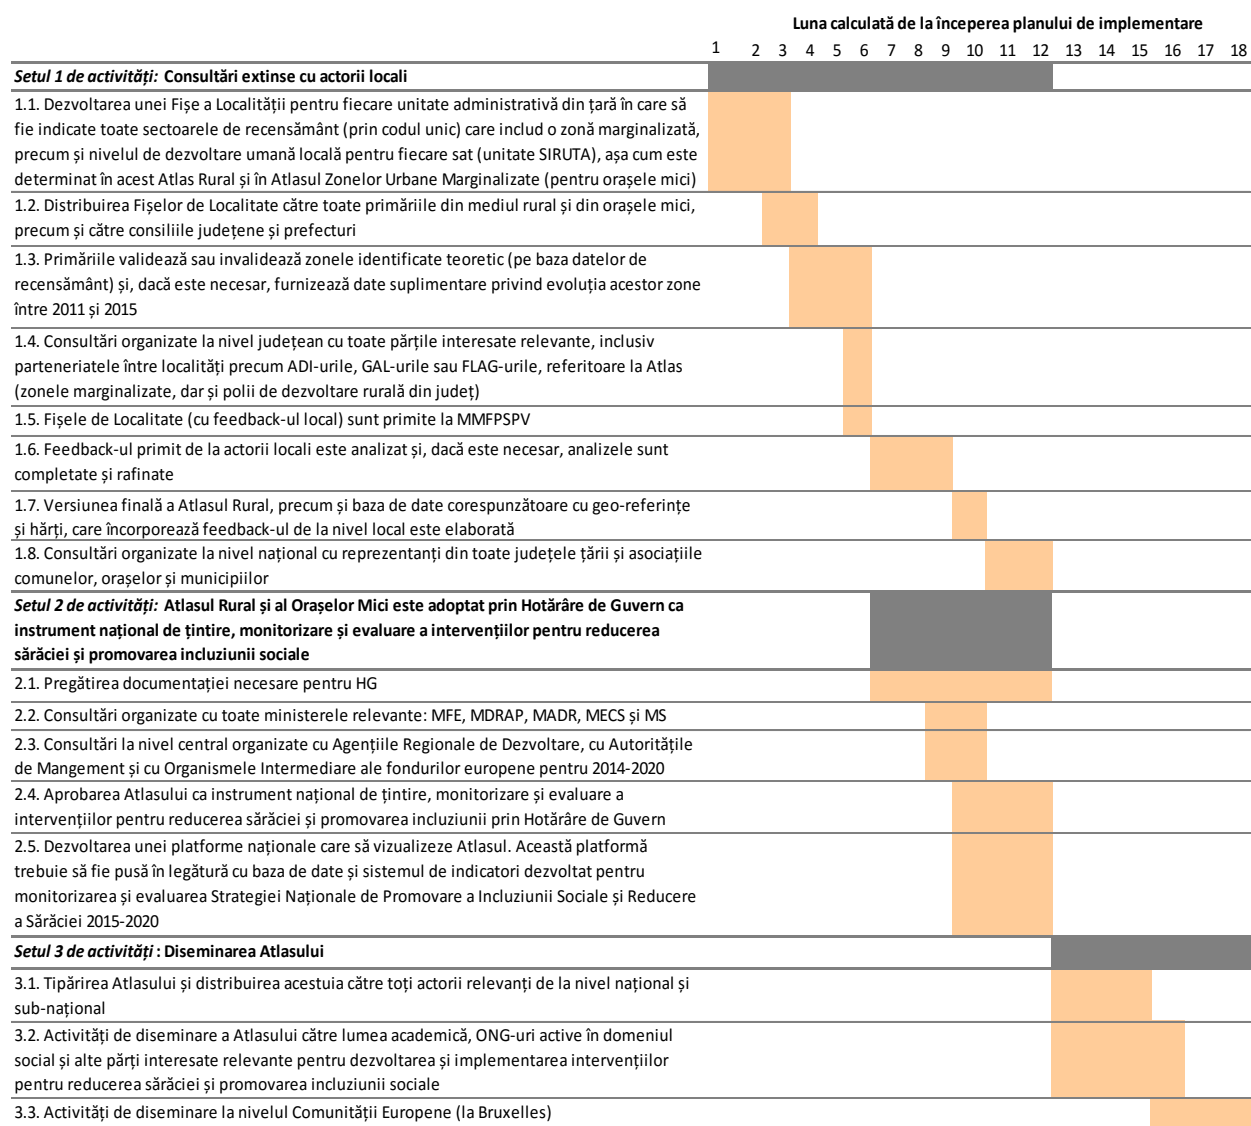 Luna calculată de la începerea planului de implementare
1 2 3 4 5 6 7 8 9 10 11 12 13 14 15 16 17 18
Setul 1 de activități: Consultări extinse cu actorii locali
1.1. Dezvoltarea unei Fișe a Localității pentru fiecare unitate administrativă din țară în care să
fie indicate toate sectoarele de recensământ (prin codul unic) care includ o zonă marginalizată,
precum și nivelul de dezvoltare umană locală pentru fiecare sat (unitate SIRUTA), așa cum este
determinat în acest Atlas Rural și în Atlasul Zonelor Urbane Marginalizate (pentru orașele mici)
1.2. Distribuirea Fișelor de Localitate către toate primăriile din mediul rural și din orașele mici,
precum și către consiliile județene și prefecturi
1.3. Primăriile validează sau invalidează zonele identificate teoretic (pe baza datelor de
recensământ) și, dacă este necesar, furnizează date suplimentare privind evoluția acestor zone
între 2011 și 2015
1.4. Consultări organizate la nivel județean cu toate părțile interesate relevante, inclusiv
parteneriatele între localități precum ADI-urile, GAL-urile sau FLAG-urile, referitoare la Atlas
(zonele marginalizate, dar și polii de dezvoltare rurală din județ)
1.5. Fișele de Localitate (cu feedback-ul local) sunt primite la MMFPSPV
1.6. Feedback-ul primit de la actorii locali este analizat și, dacă este necesar, analizele sunt
completate și rafinate
1.7. Versiunea finală a Atlasul Rural, precum și baza de date corespunzătoare cu geo-referințe
și hărți, care încorporează feedback-ul de la nivel local este elaborată
1.8. Consultări organizate la nivel național cu reprezentanți din toate județele țării și asociațiile
comunelor, orașelor și municipiilor
Setul 2 de activități: Atlasul Rural și al Orașelor Mici este adoptat prin Hotărâre de Guvern ca
instrument național de țintire, monitorizare și evaluare a intervențiilor pentru reducerea
sărăciei și promovarea incluziunii sociale
2.1. Pregătirea documentației necesare pentru HG
2.2. Consultări organizate cu toate ministerele relevante: MFE, MDRAP, MADR, MECS și MS
2.3. Consultări la nivel central organizate cu Agențiile Regionale de Dezvoltare, cu Autoritățile
de Mangement și cu Organismele Intermediare ale fondurilor europene pentru 2014-2020
2.4. Aprobarea Atlasului ca instrument național de țintire, monitorizare și evaluare a
intervențiilor pentru reducerea sărăciei și promovarea incluziunii prin Hotărâre de Guvern
2.5. Dezvoltarea unei platforme naționale care să vizualizeze Atlasul. Această platformă
trebuie să fie pusă în legătură cu baza de date și sistemul de indicatori dezvoltat pentru
monitorizarea și evaluarea Strategiei Naționale de Promovare a Incluziunii Sociale și Reducere
a Sărăciei 2015-2020
Setul 3 de activități : Diseminarea Atlasului
3.1. Tipărirea Atlasului și distribuirea acestuia către toți actorii relevanți de la nivel național și
sub-național
3.2. Activități de diseminare a Atlasului către lumea academică, ONG-uri active în domeniul
social și alte părți interesate relevante pentru dezvoltarea și implementarea intervențiilor
pentru reducerea sărăciei și promovarea incluziunii sociale
3.3. Activități de diseminare la nivelul Comunității Europene (la Bruxelles)